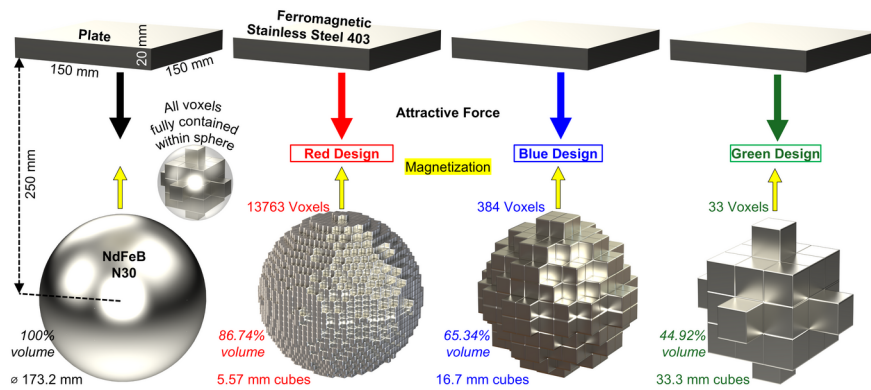 Plate
20 mm
150 mm
150 mm
Ferromagnetic
Stainless Steel 403
250 mm
All voxels
fully contained
within sphere
Attractive Force
Red Design
Blue Design
Green Design
Magnetization
13763 Voxels
384 Voxels
33 Voxels
NdFeB
N30
100%
volume
⌀ 173.2 mm
86.74%
volume
5.57 mm cubes
65.34%
volume
16.7 mm cubes
44.92%
volume
33.3 mm cubes